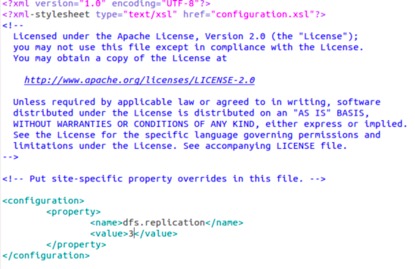 <?xml version="1.0" encoding="UTF-8"?>
<?xml-stylesheet type="text/xsl" href="configuration.xsl"?>
<!--
Licensed under the Apache License, Version 2.0 (the "License");
you may not use this file except in compliance with the License.
You may obtain a copy of the License at
http://www.apache.org/licenses/LICENSE-2.0
Unless required by applicable law or agreed to in writing, software
distributed under the License is distributed on an "AS IS" BASIS,
WITHOUT WARRANTIES OR CONDITIONS OF ANY KIND, either express or implied.
See the License for the specific language governing permissions and
limitations under the License. See accompanying LICENSE file.
-->
<!-- Put site-specific property overrides in this file. -->
<configuration>
<property>
<name>dfs.replication</name>
<value>3</value>
</property>
</configuration>